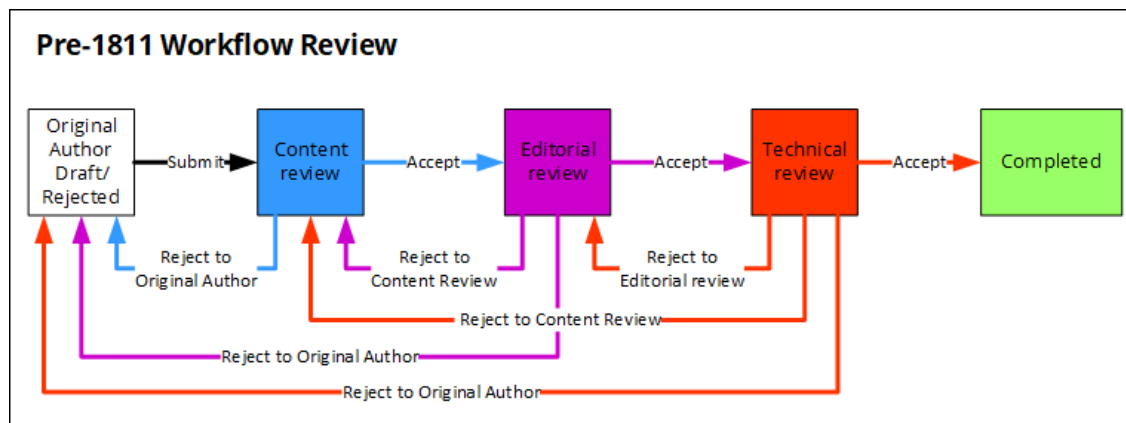 Pre-1811 Workflow Review
Original
Author
Draft/
Rejected
Submit
Content
review
Accept
Editorial
review
Accept
Technical
review
Accept
Completed
Reject to
Original Author
Reject to
Content Review
Reject to
Editorial review
Reject to Content Review
Reject to Original Author
Reject to Original Author